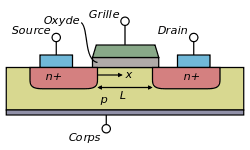 Grille
Oxyde
Source
Drain
n+
x
n+
L
p
Corps